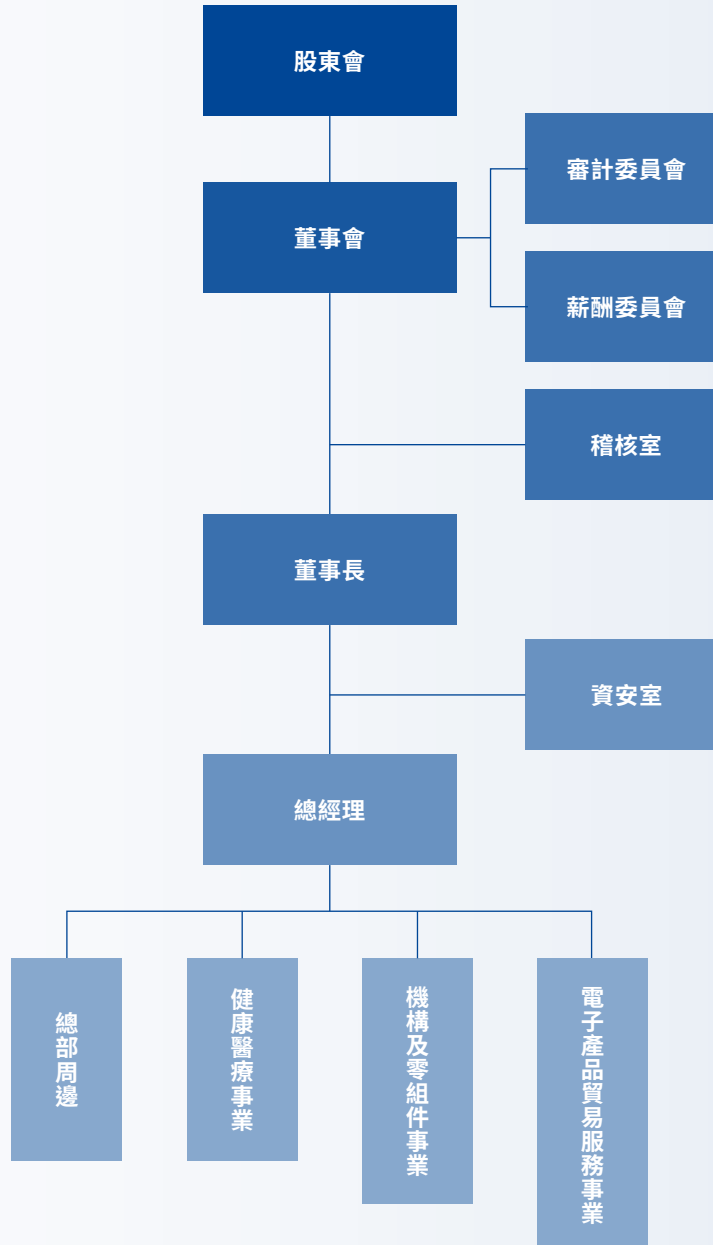 股東會
審計委員會
董事會
薪酬委員會
稽核室
董事長
資安室
總經理
總部周邊
健康醫療事業
機構及零組件事業
電子產品貿易服務事業